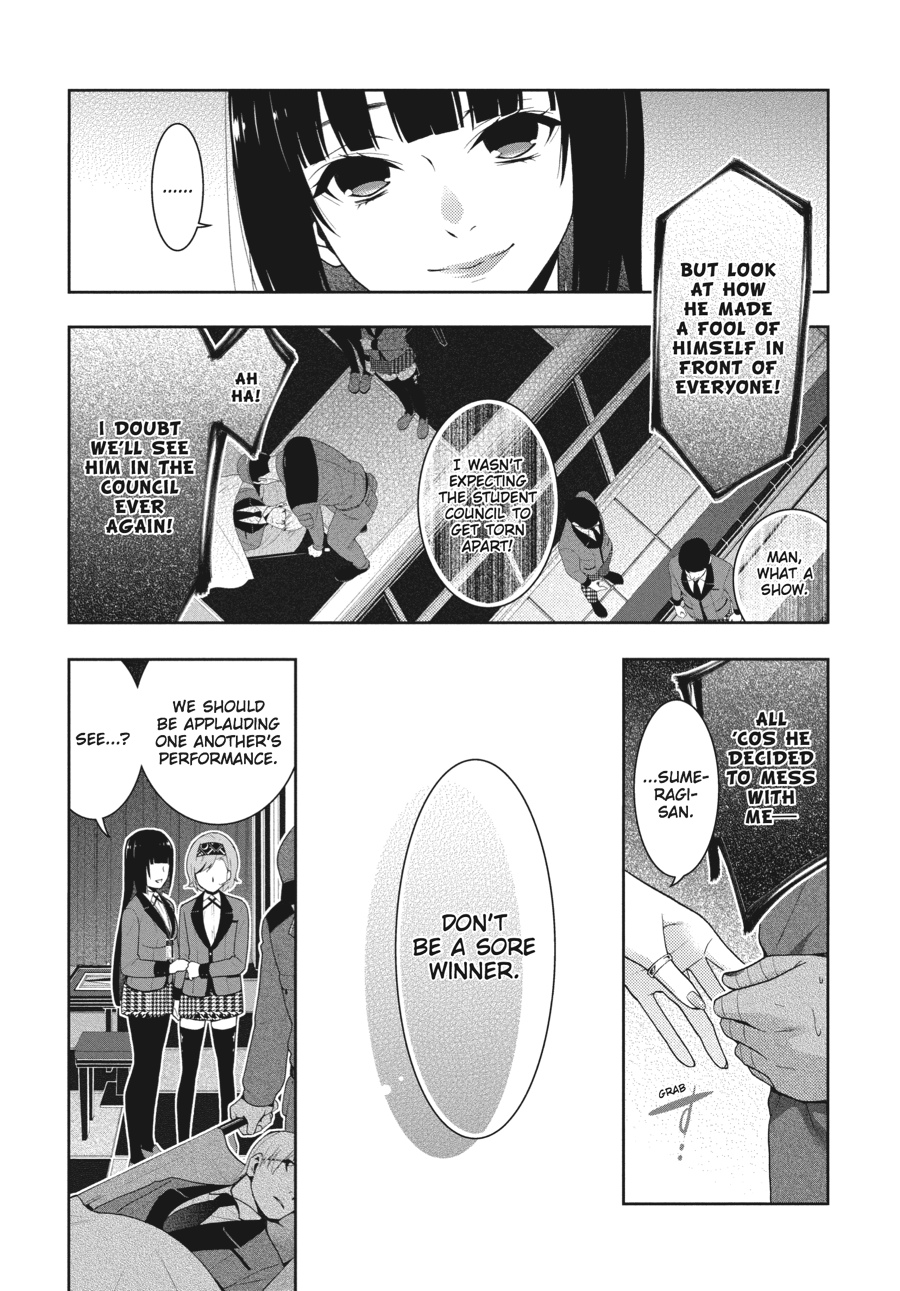 ......
BUT LOOK
AT HOW
HE MADE
A FOOL OF
HIMSELF IN
FRONT OF
EVERYONE!
MAN,
WHAT A
SHOW.
I WASN'T
EXPECTING
THE STUDENT
COUNCIL TO
GET TORN
APART!
AH
HA!
I DOUBT
WE'LL SEE
HIM IN THE
COUNCIL
EVER
AGAIN!
ALL
'COS HE
DECIDED
TO MESS
WITH
ME—
...SUME-
RAGI-
SAN.
GRAB
DON'T
BE A SORE
WINNER.
WE SHOULD
BE APPLAUDING
ONE ANOTHER'S
PERFORMANCE.
SEE...?